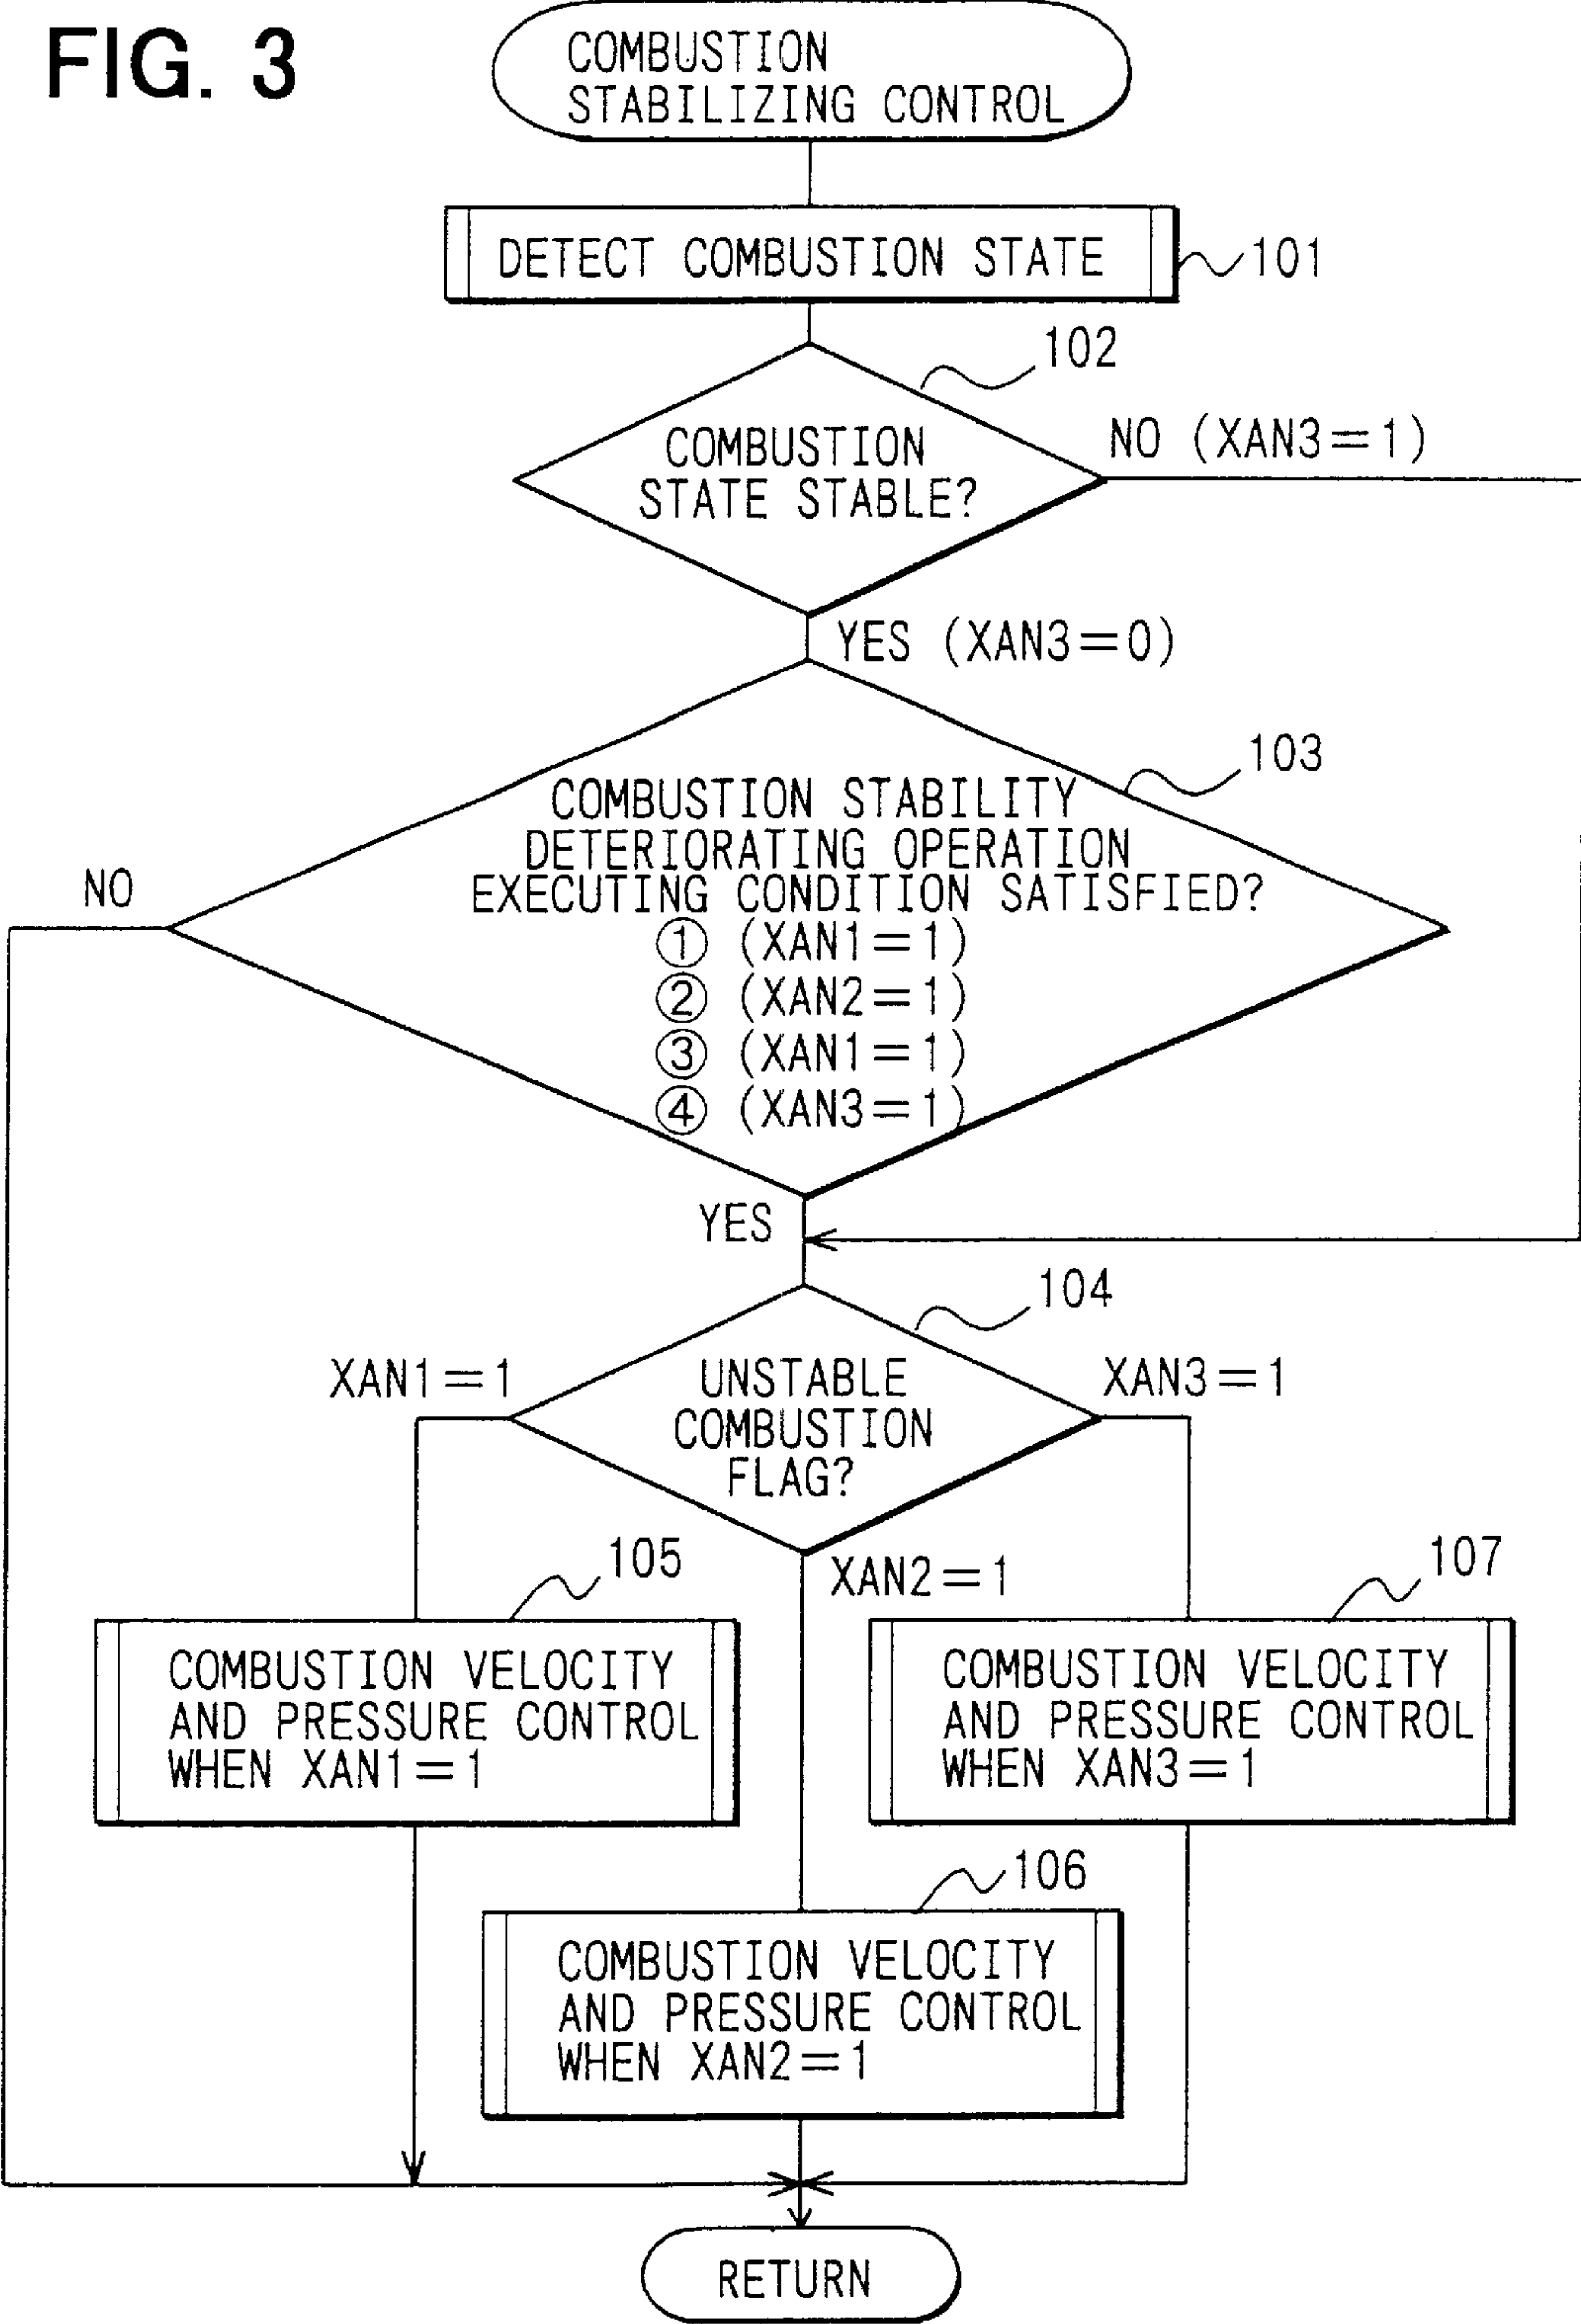 FIG. 3
COMBUSTION
STABILIZING CONTROL
DETECT COMBUSTION STATE
101
102
COMBUSTION
STATE STABLE?
NO (XAN3=1)
YES (XAN3=0)
103
COMBUSTION STABILITY
DETERIORATING OPERATION
EXECUTING CONDITION SATISFIED?
① (XAN1=1)
② (XAN2=1)
③ (XAN1=1)
④ (XAN3=1)
NO
YES
104
UNSTABLE
COMBUSTION
FLAG?
XAN1=1
XAN3=1
XAN2=1
105
COMBUSTION VELOCITY
AND PRESSURE CONTROL
WHEN XAN1=1
107
COMBUSTION VELOCITY
AND PRESSURE CONTROL
WHEN XAN3=1
106
COMBUSTION VELOCITY
AND PRESSURE CONTROL
WHEN XAN2=1
RETURN